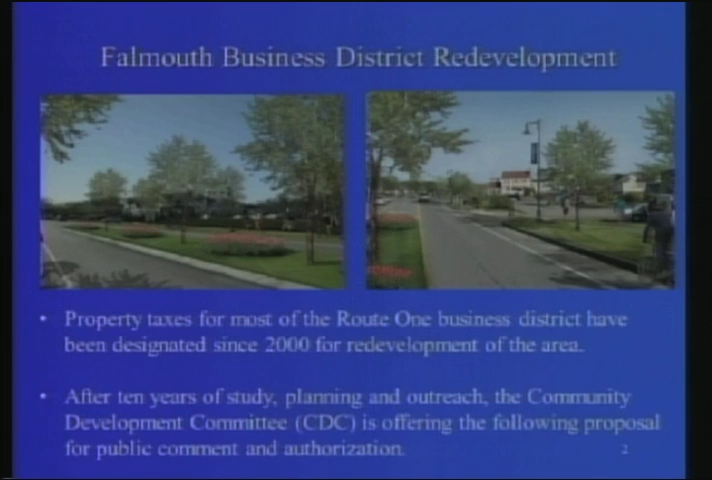 Falmouth Business District Redevelopment
• Property taxes for most of the Route One business district have
been designated since 2000 for redevelopment of the area.
• After ten years of study, planning and outreach, the Community
Development Committee (CDC) is offering the following proposal
for public comment and authorization.
2